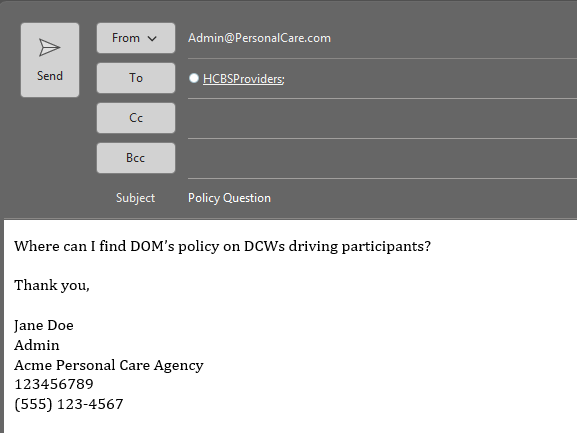 From
Admin@PersonalCare.com
Send
To
HCBSProviders;
Cc
Bcc
Subject
Policy Question
Where can I find DOM's policy on DCWs driving participants?
Thank you,
Jane Doe
Admin
Acme Personal Care Agency
123456789
(555) 123-4567